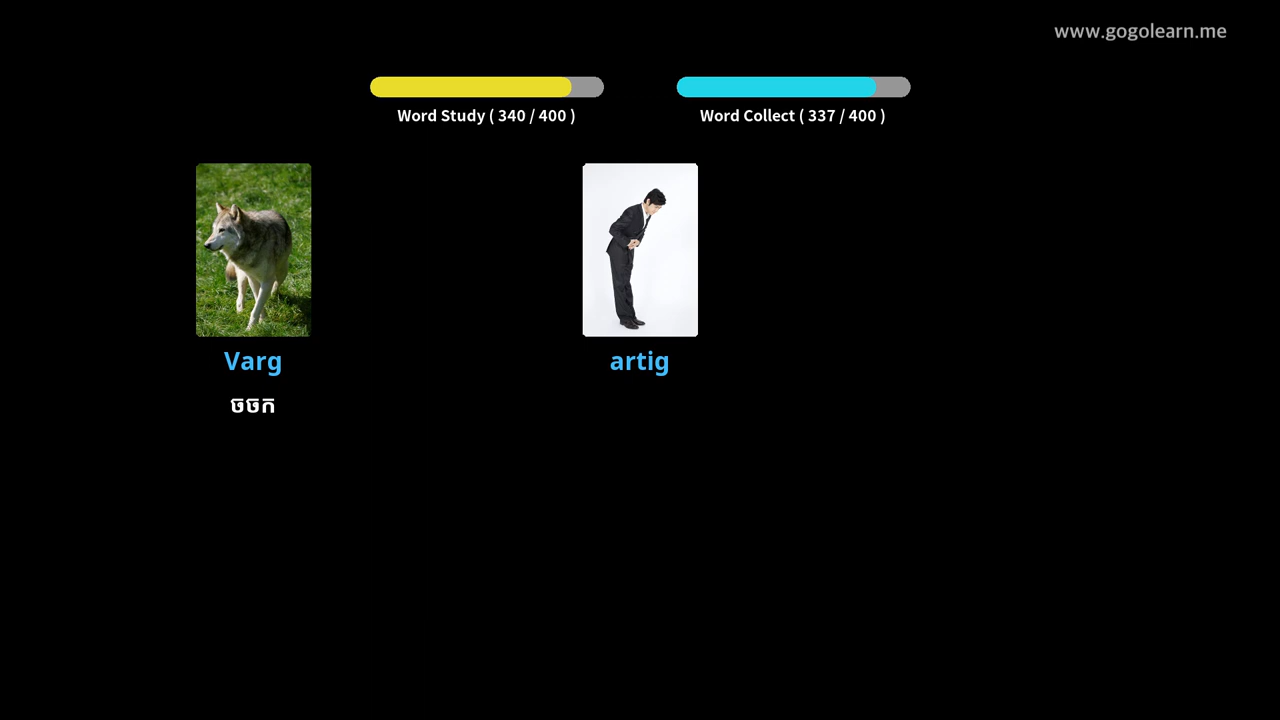 www.gogolearn.me
Word Study ( 340 / 400 )
Word Collect ( 337 / 400 )
Varg
artig
ចចក